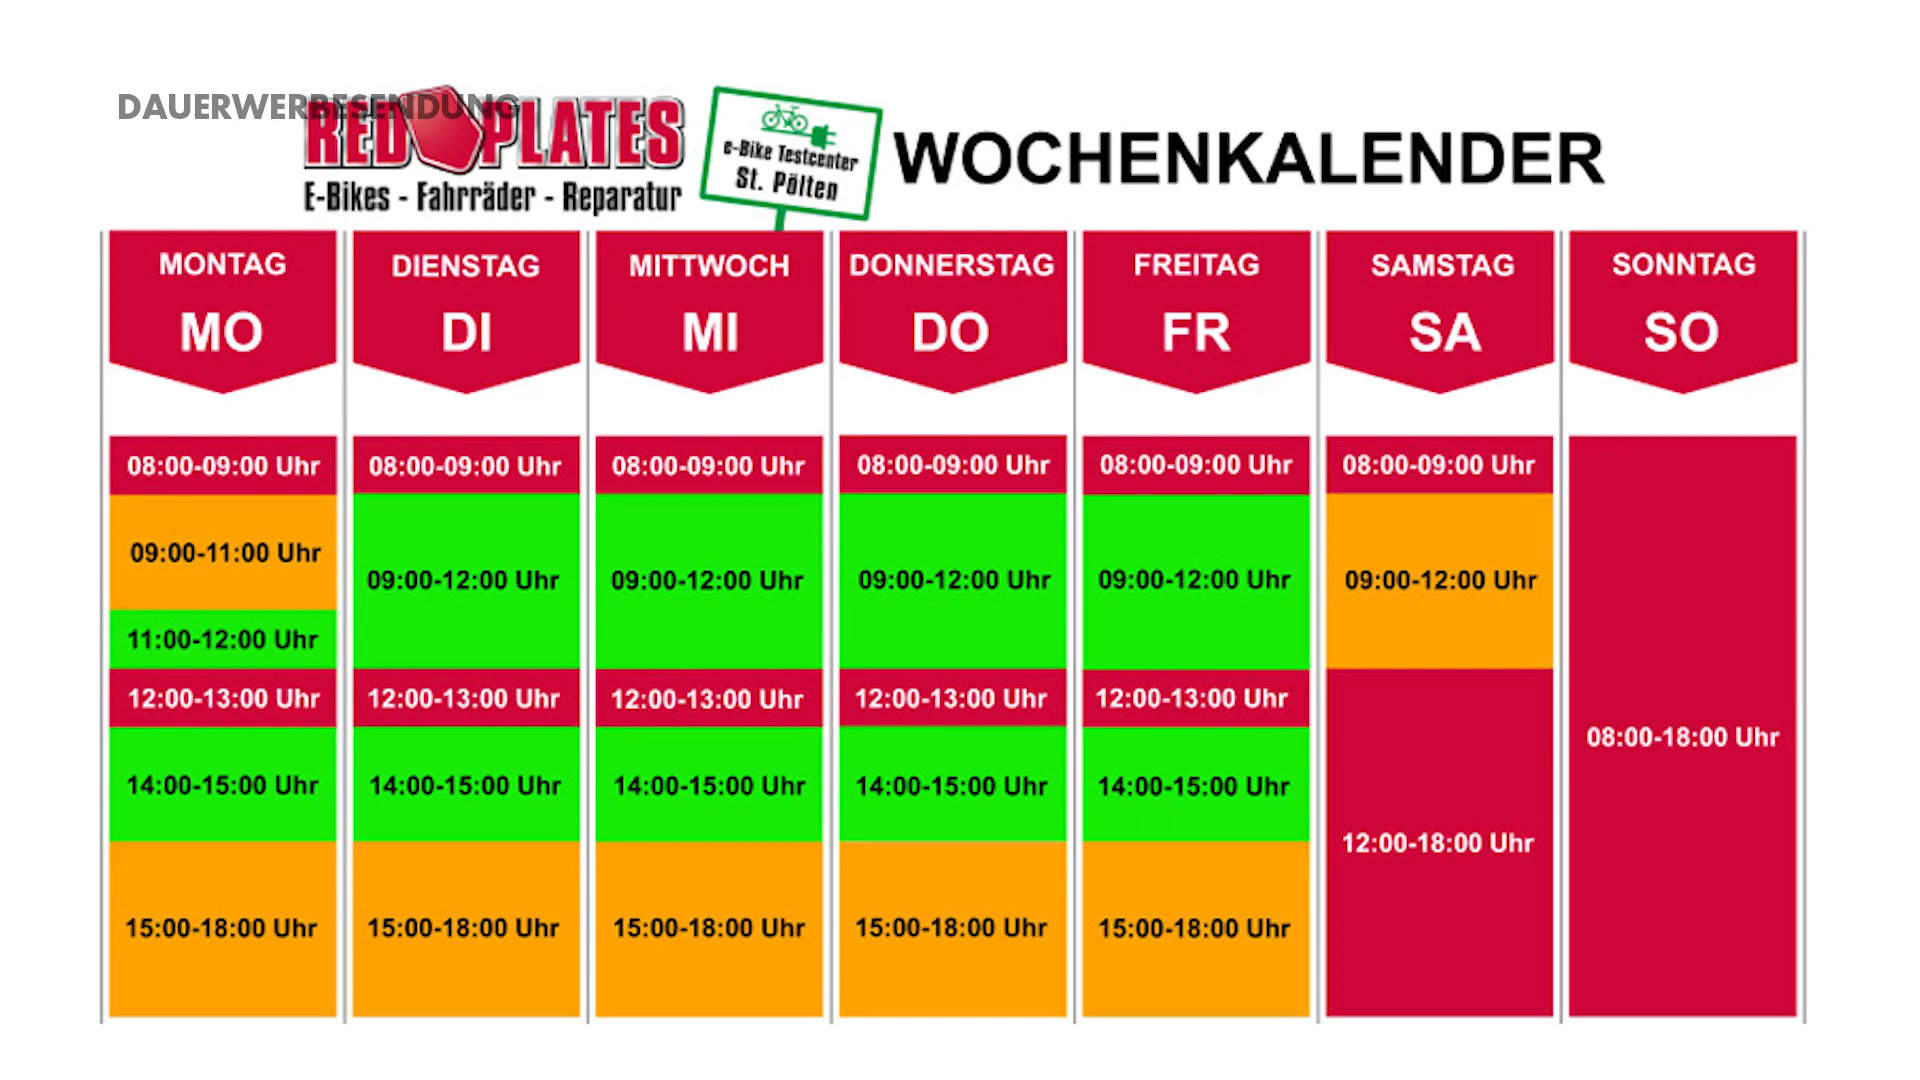 DAUERWERBESENDUNG
RED PLATES
E-Bikes - Fahrräder - Reparatur
e-Bike Testcenter
St. Pölten
WOCHENKALENDER
MONTAG
MO
08:00-09:00 Uhr
09:00-11:00 Uhr
11:00-12:00 Uhr
12:00-13:00 Uhr
14:00-15:00 Uhr
15:00-18:00 Uhr
DIENSTAG
DI
08:00-09:00 Uhr
09:00-12:00 Uhr
12:00-13:00 Uhr
14:00-15:00 Uhr
15:00-18:00 Uhr
MITTWOCH
MI
08:00-09:00 Uhr
09:00-12:00 Uhr
12:00-13:00 Uhr
14:00-15:00 Uhr
15:00-18:00 Uhr
DONNERSTAG
DO
08:00-09:00 Uhr
09:00-12:00 Uhr
12:00-13:00 Uhr
14:00-15:00 Uhr
15:00-18:00 Uhr
FREITAG
FR
08:00-09:00 Uhr
09:00-12:00 Uhr
12:00-13:00 Uhr
14:00-15:00 Uhr
15:00-18:00 Uhr
SAMSTAG
SA
08:00-09:00 Uhr
09:00-12:00 Uhr
12:00-18:00 Uhr
SONNTAG
SO
08:00-18:00 Uhr